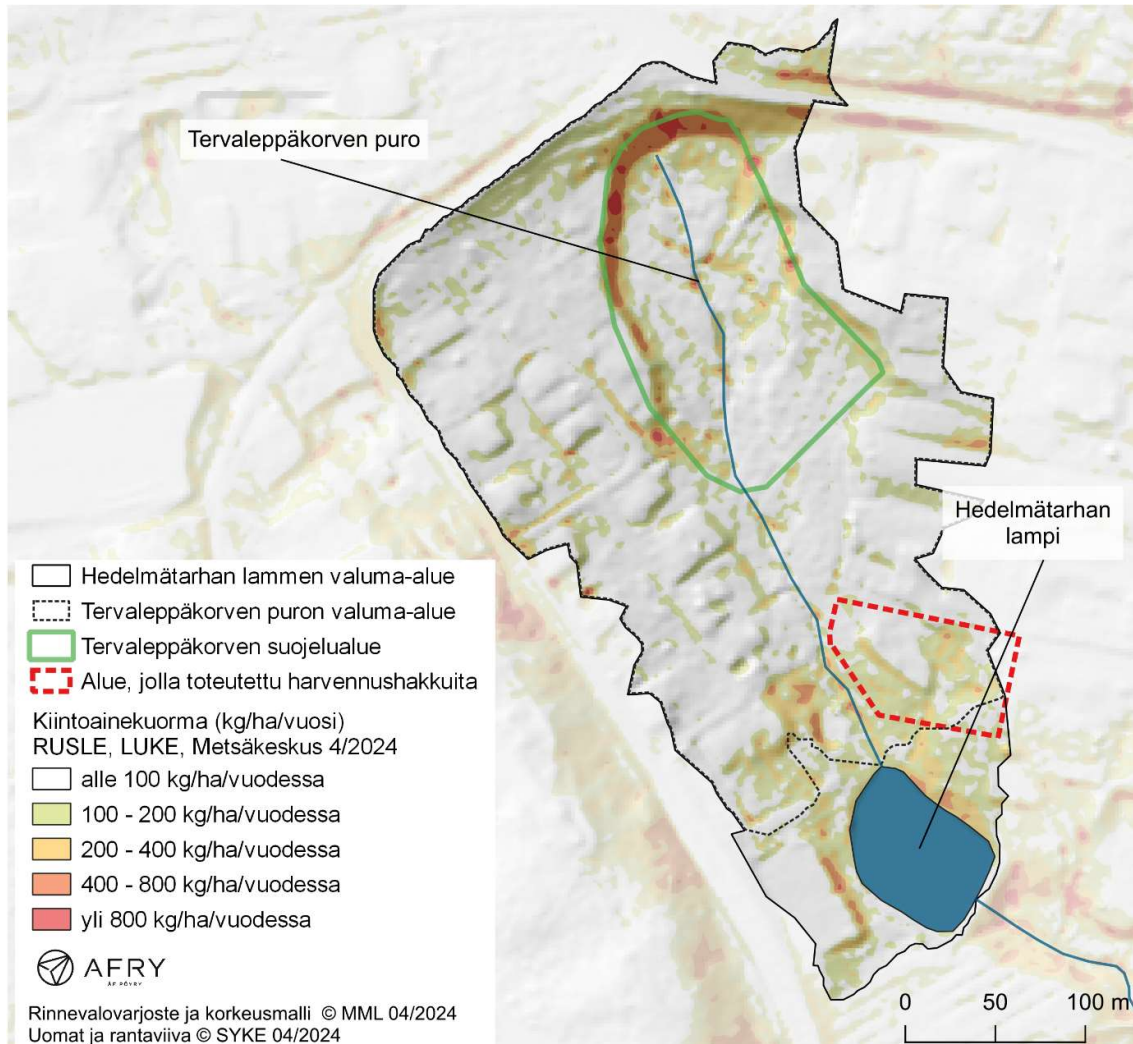 Tervaleppäkorven puro
Hedelmätarhan
lampi
Hedelmätarhan lammen valuma-alue
Tervaleppäkorven puron valuma-alue
Tervaleppäkorven suojelualue
Alue, jolla toteutettu harvennushakkuita
Kiintoainekuorma (kg/ha/vuosi)
RUSLE, LUKE, Metsäkeskus 4/2024
alle 100 kg/ha/vuodessa
100 - 200 kg/ha/vuodessa
200 - 400 kg/ha/vuodessa
400 - 800 kg/ha/vuodessa
yli 800 kg/ha/vuodessa
AFRY
ÅF PÖYRY
Rinnevalovarjoste ja korkeusmalli © MML 04/2024
Uomat ja rantaviiva © SYKE 04/2024
0 50 100 m